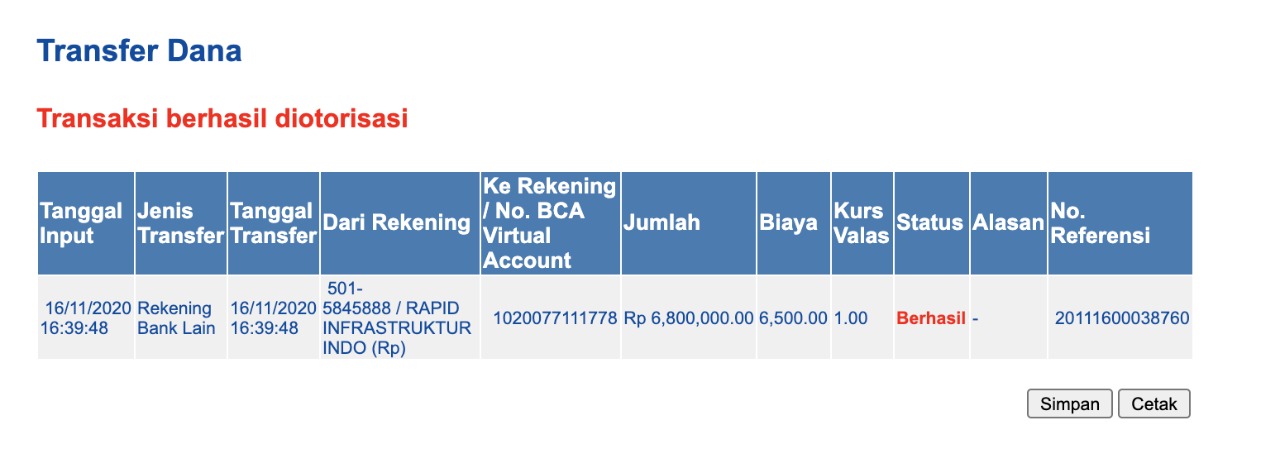 Transfer Dana
Transaksi berhasil diotorisasi
Tanggal Input
Jenis Transfer
Tanggal Transfer
Dari Rekening
Ke Rekening / No. BCA Virtual Account
Jumlah
Biaya
Kurs Valas
Status
Alasan
No. Referensi
16/11/2020 16:39:48
Rekening Bank Lain
16/11/2020 16:39:48
501-5845888 / RAPID INFRASTRUKTUR INDO (Rp)
1020077111778
Rp 6,800,000.00
6,500.00
1.00
Berhasil
-
20111600038760
Simpan
Cetak